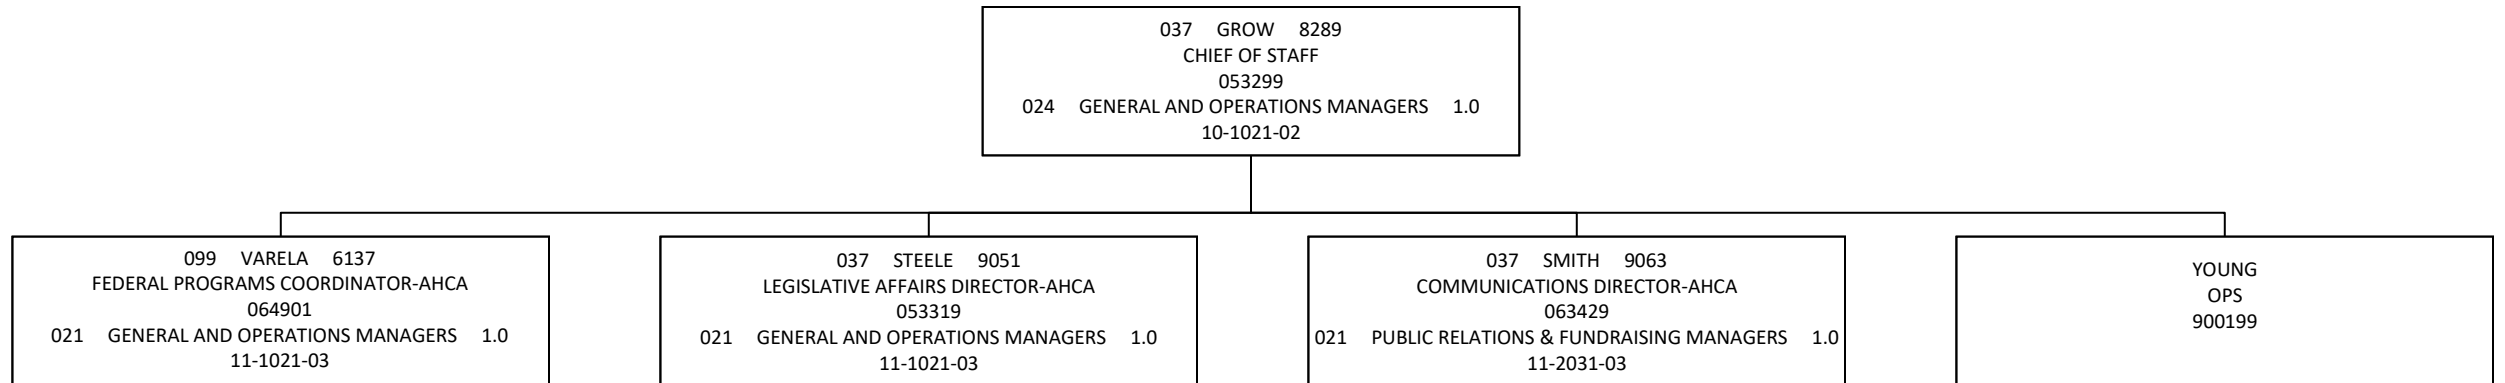 037 GROW 8289
CHIEF OF STAFF
053299
024 GENERAL AND OPERATIONS MANAGERS 1.0
10-1021-02
099 VARELA 6137
FEDERAL PROGRAMS COORDINATOR-AHCA
064901
021 GENERAL AND OPERATIONS MANAGERS 1.0
11-1021-03
037 STEELE 9051
LEGISLATIVE AFFAIRS DIRECTOR-AHCA
053319
021 GENERAL AND OPERATIONS MANAGERS 1.0
11-1021-03
037 SMITH 9063
COMMUNICATIONS DIRECTOR-AHCA
063429
021 PUBLIC RELATIONS & FUNDRAISING MANAGERS 1.0
11-2031-03
YOUNG
OPS
900199